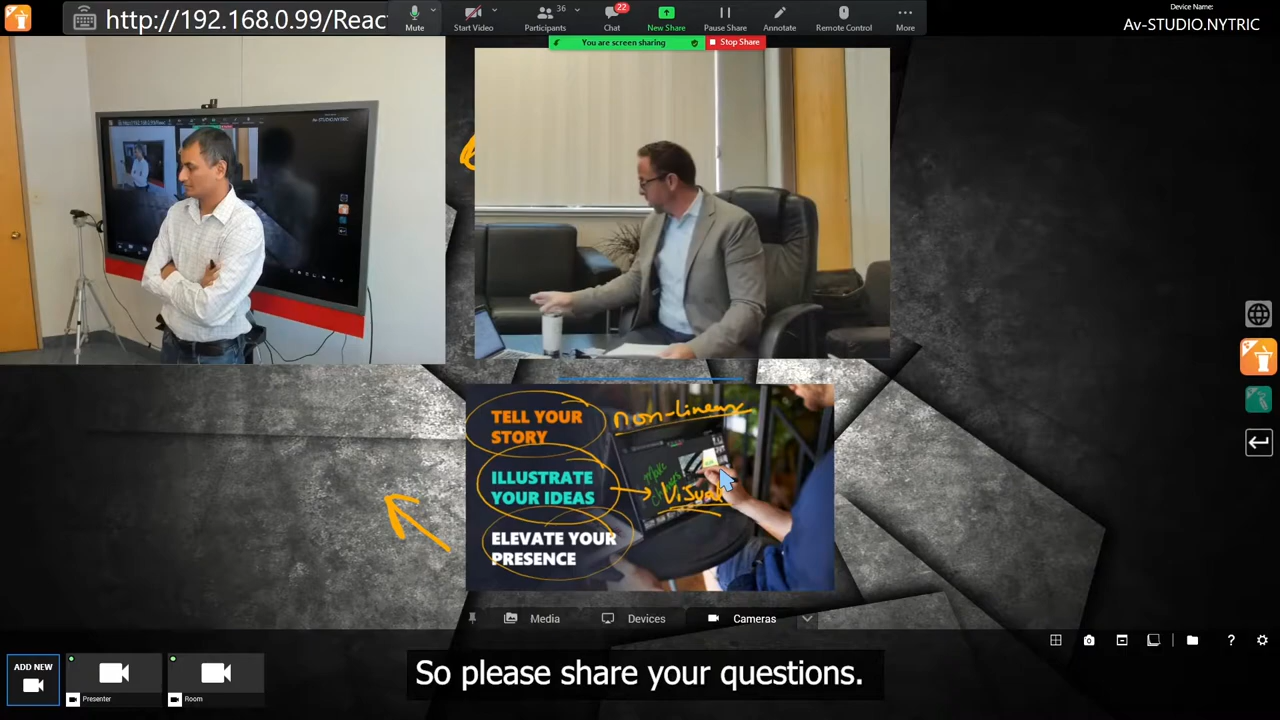 http://192.168.0.99/Reac
Mute
Start Video
36
Participants
22
Chat
New Share
Pause Share
Annotate
Remote Control
More
Device Name:
Av-STUDIO.NYTRIC
You are screen sharing
Stop Share
TELL YOUR
STORY
non-linear
ILLUSTRATE
YOUR IDEAS
Visual
ELEVATE YOUR
PRESENCE
Media
Devices
Cameras
ADD NEW
Presenter
Room
?
So please share your questions.